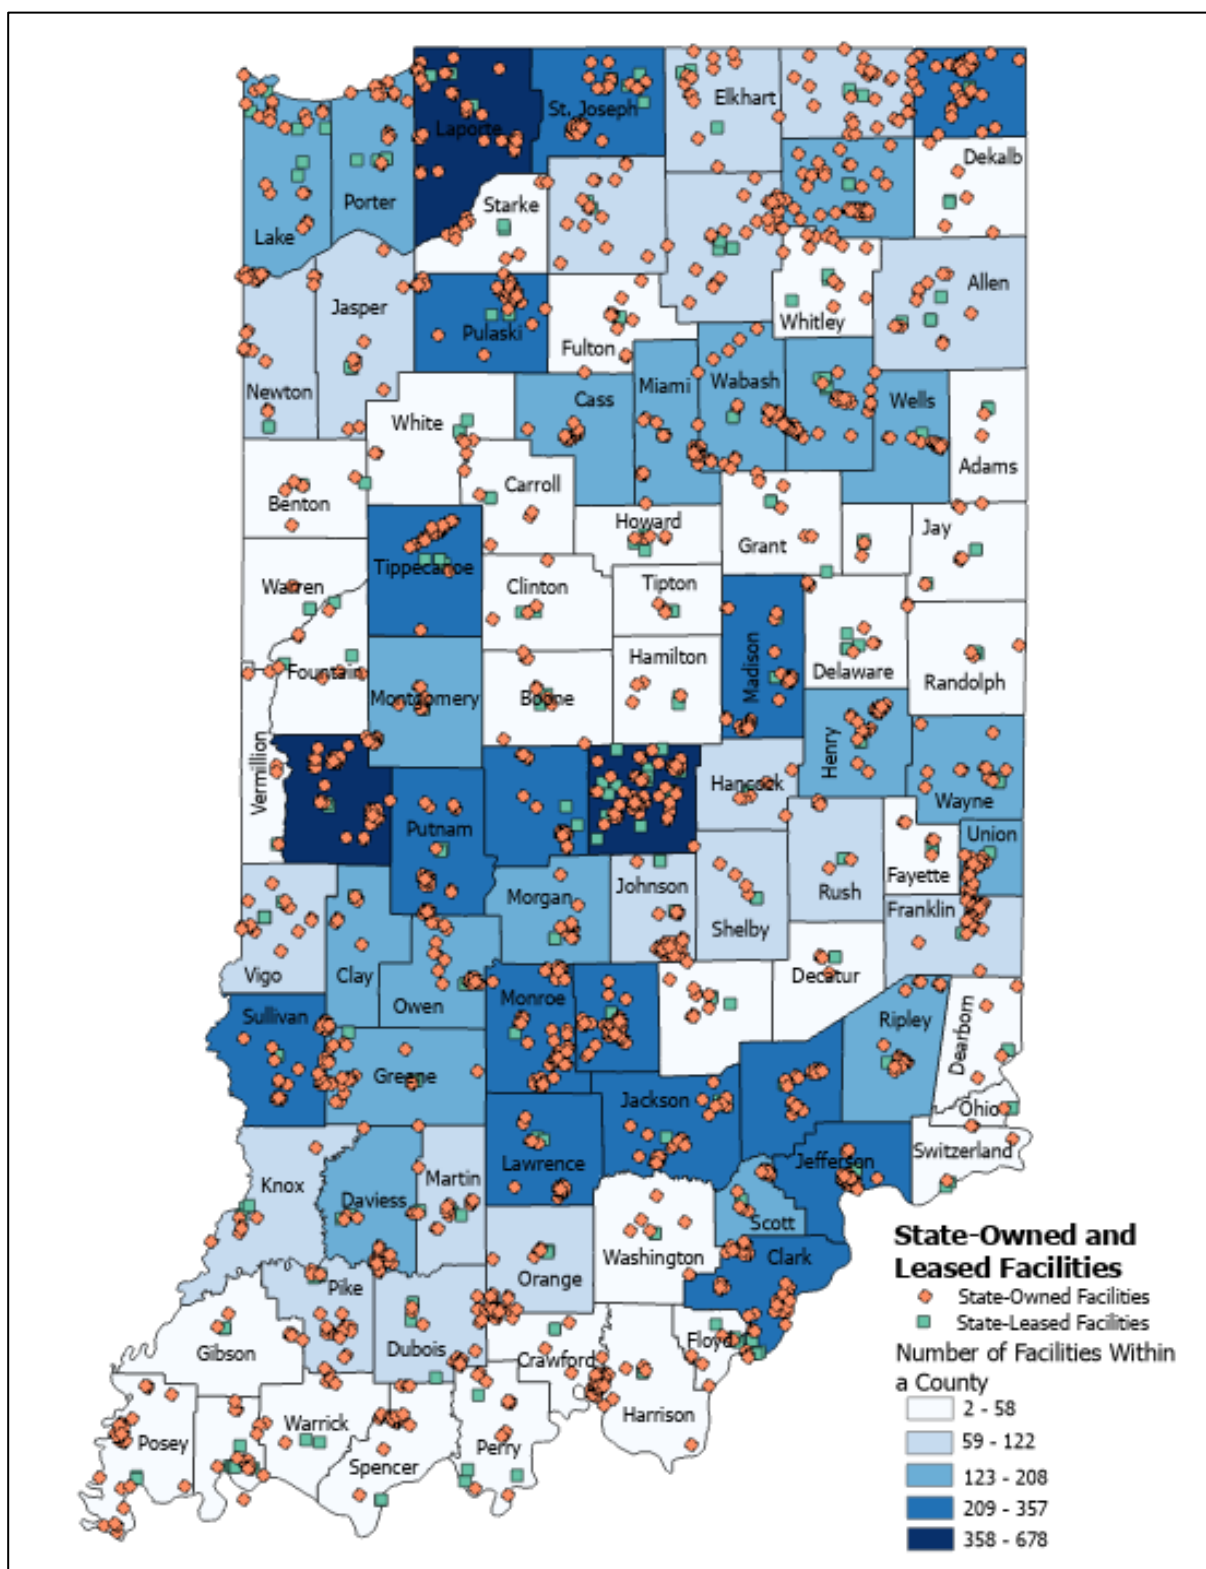 Elkhart
St. Joseph
Laporte
Dekalb
Porter
Starke
Lake
Allen
Jasper
Whitley
Pulaski
Fulton
Newton
Miami
Wabash
Cass
Wells
White
Adams
Carroll
Benton
Howard
Grant
Jay
Tippecanoe
Warren
Clinton
Tipton
Hamilton
Madison
Delaware
Fountain
Randolph
Montgomery
Boone
Vermillion
Henry
Hancock
Wayne
Putnam
Union
Fayette
Rush
Johnson
Morgan
Franklin
Shelby
Vigo
Clay
Decatur
Owen
Monroe
Sullivan
Ripley
Dearborn
Greene
Jackson
Ohio
Switzerland
Jefferson
Lawrence
Martin
Knox
Daviess
Scott
Washington
Clark
Orange
Pike
Floyd
Gibson
Dubois
Crawford
Harrison
Warrick
Posey
Perry
Spencer
State-Owned and
Leased Facilities
State-Owned Facilities
State-Leased Facilities
Number of Facilities Within
a County
2 - 58
59 - 122
123 - 208
209 - 357
358 - 678